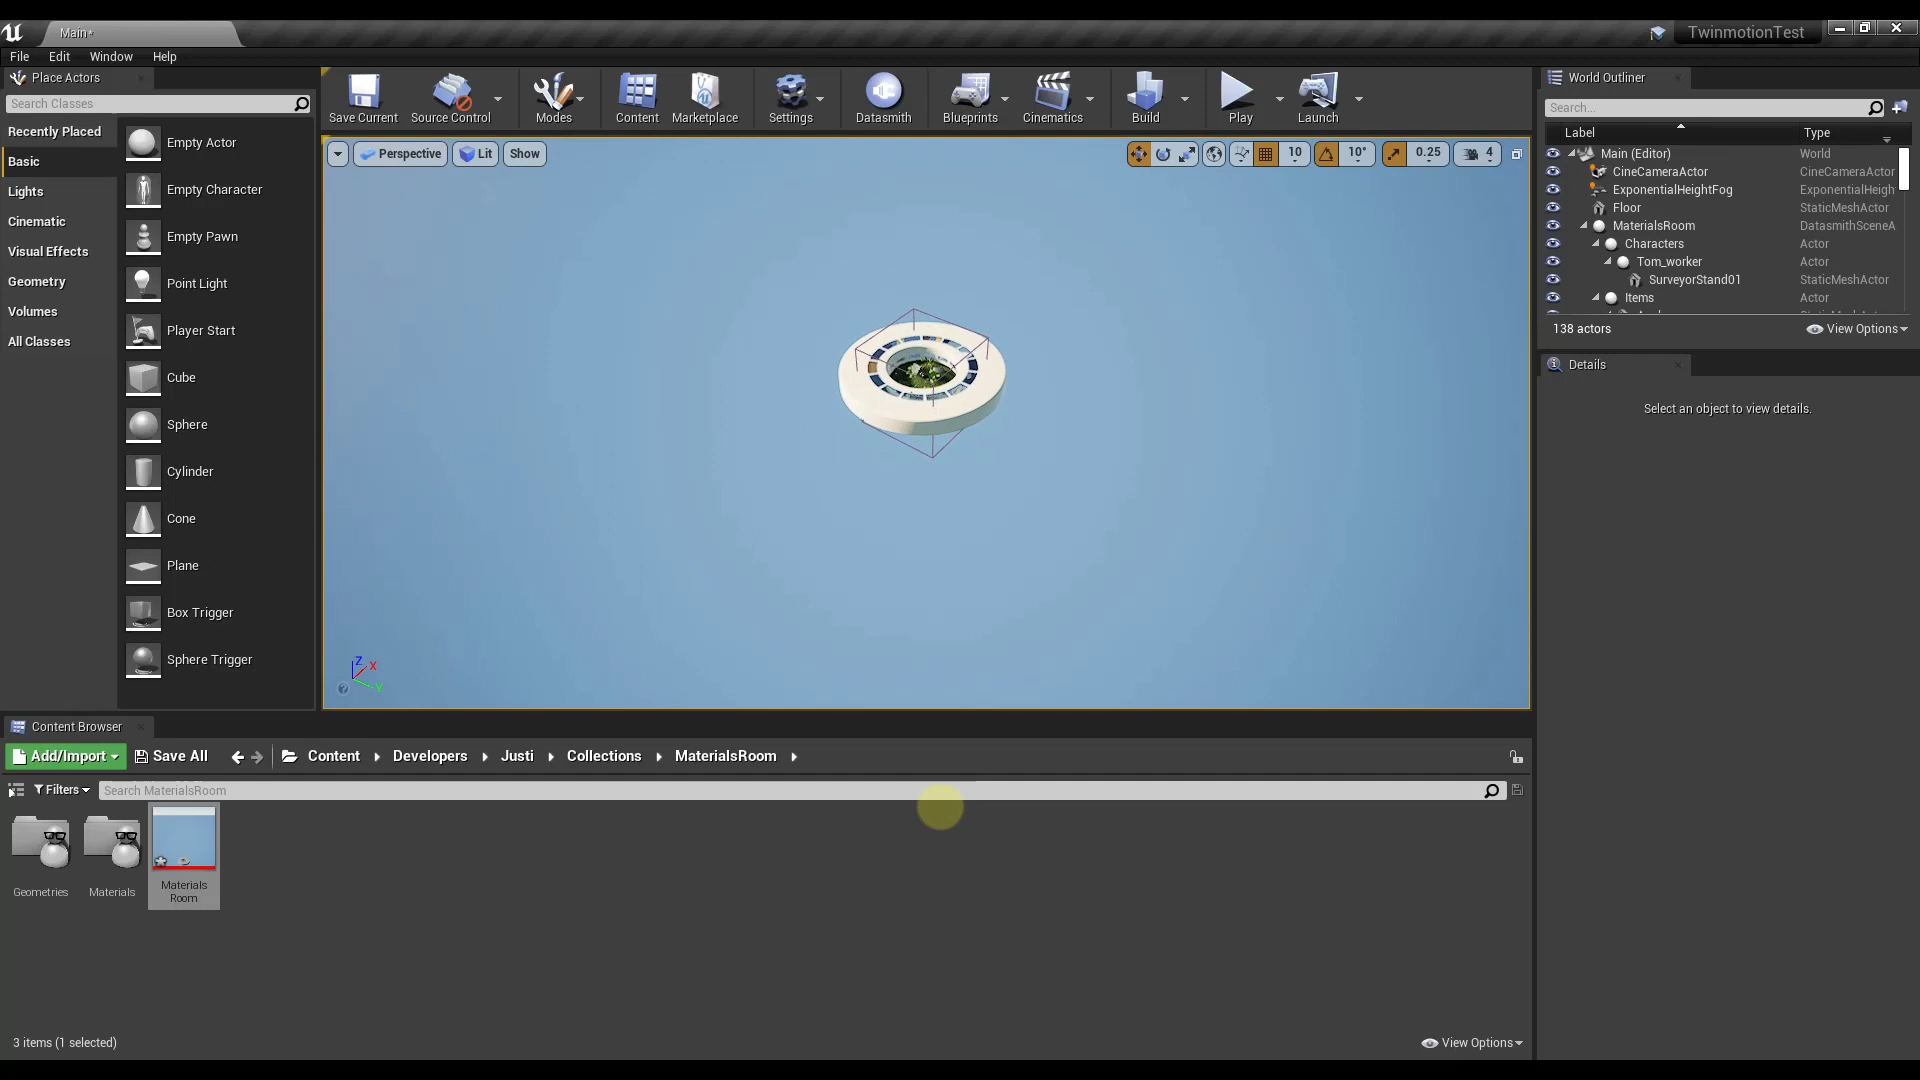 Main*
TwinmotionTest
File Edit Window Help
Place Actors
Search Classes
Recently Placed
Basic
Lights
Cinematic
Visual Effects
Geometry
Volumes
All Classes
Empty Actor
Empty Character
Empty Pawn
Point Light
Player Start
Cube
Sphere
Cylinder
Cone
Plane
Box Trigger
Sphere Trigger
Save Current Source Control Modes Content Marketplace Settings Datasmith Blueprints Cinematics Build Play Launch
Perspective Lit Show 10 10° 0.25 4
Z X
Y
World Outliner
Search...
Label Type
Main (Editor) World
CineCameraActor CineCameraActor
ExponentialHeightFog ExponentialHeigh
Floor StaticMeshActor
MaterialsRoom DatasmithSceneA
Characters Actor
Tom_worker Actor
SurveyorStand01 StaticMeshActor
Items Actor
138 actors View Options
Details
Select an object to view details.
Content Browser
Add/Import Save All Content Developers Justi Collections MaterialsRoom
Filters Search MaterialsRoom
Geometries Materials Materials
Room
3 items (1 selected) View Options